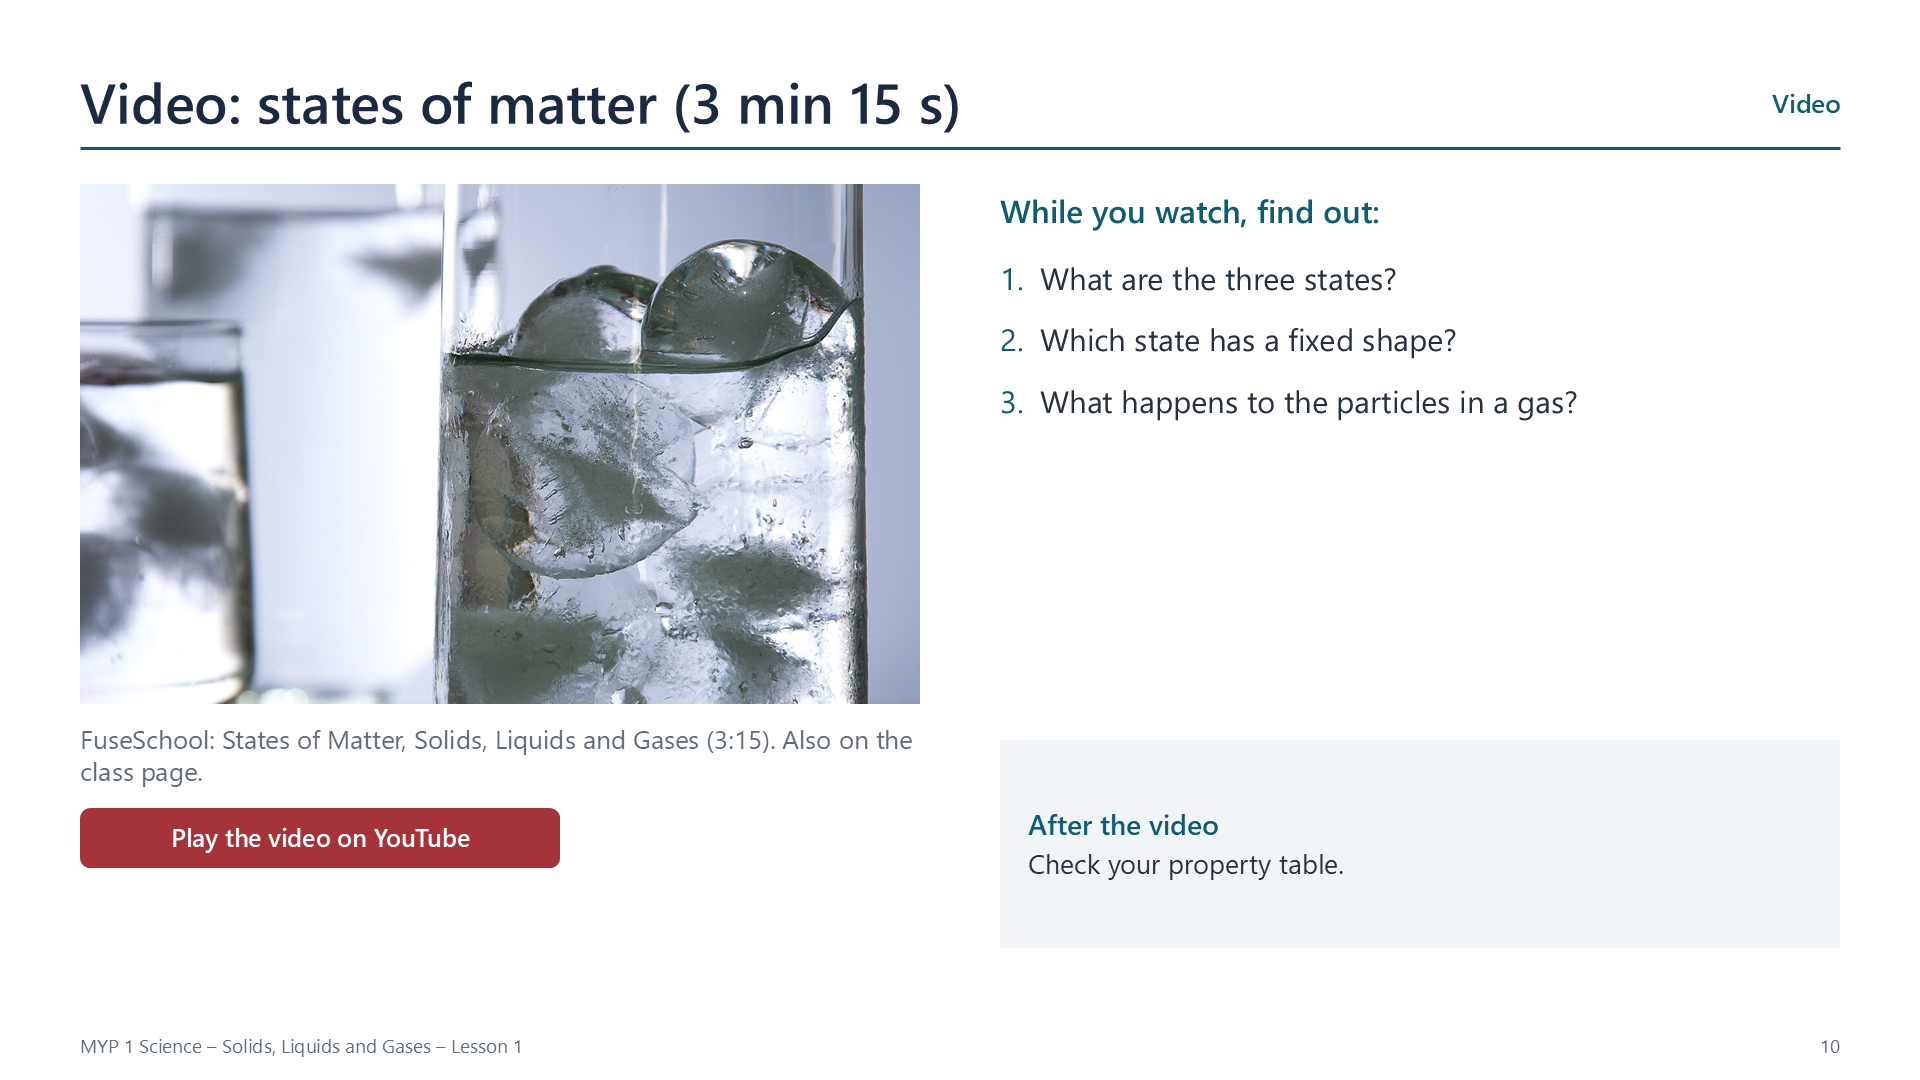 Video: states of matter (3 min 15 s)
Video
FuseSchool: States of Matter, Solids, Liquids and Gases (3:15). Also on the
class page.
Play the video on YouTube
While you watch, find out:
1. What are the three states?
2. Which state has a fixed shape?
3. What happens to the particles in a gas?
After the video
Check your property table.
MYP 1 Science – Solids, Liquids and Gases – Lesson 1
10